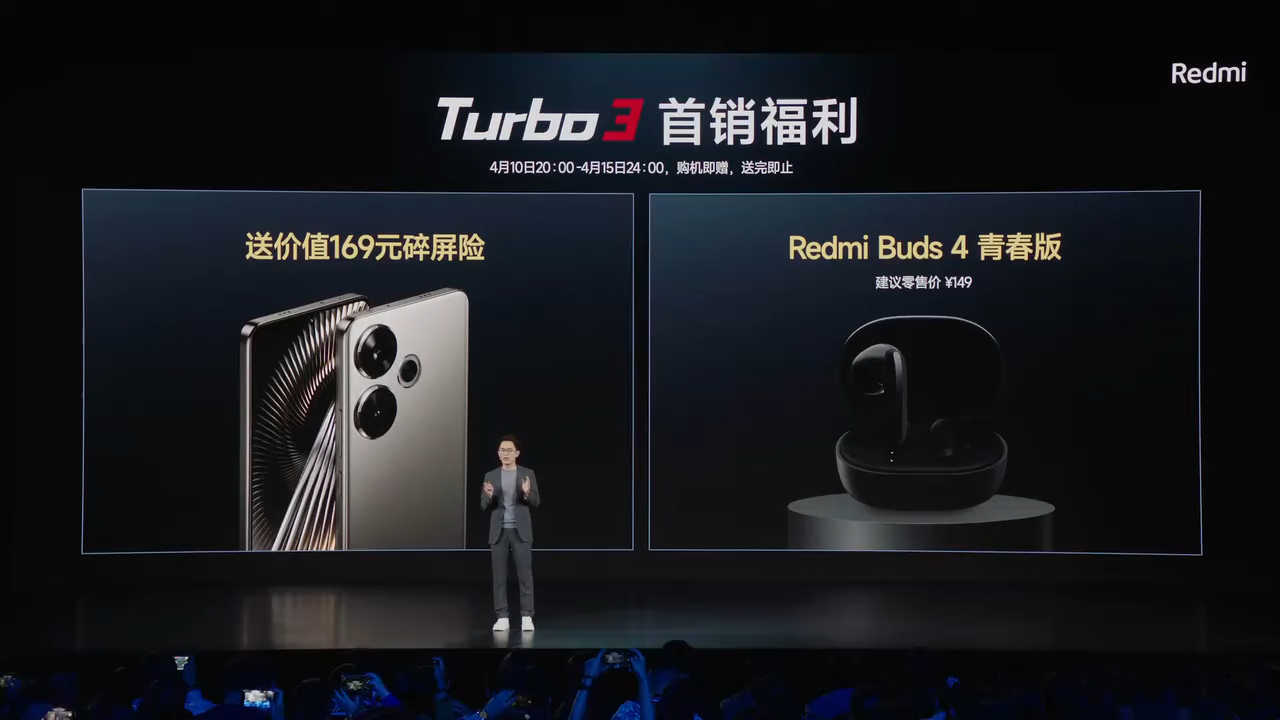 Redmi
Turbo 3 首销福利
4月10日20:00-4月15日24:00，购机即赠，送完即止
送价值169元碎屏险
Redmi Buds 4 青春版
建议零售价 ¥149